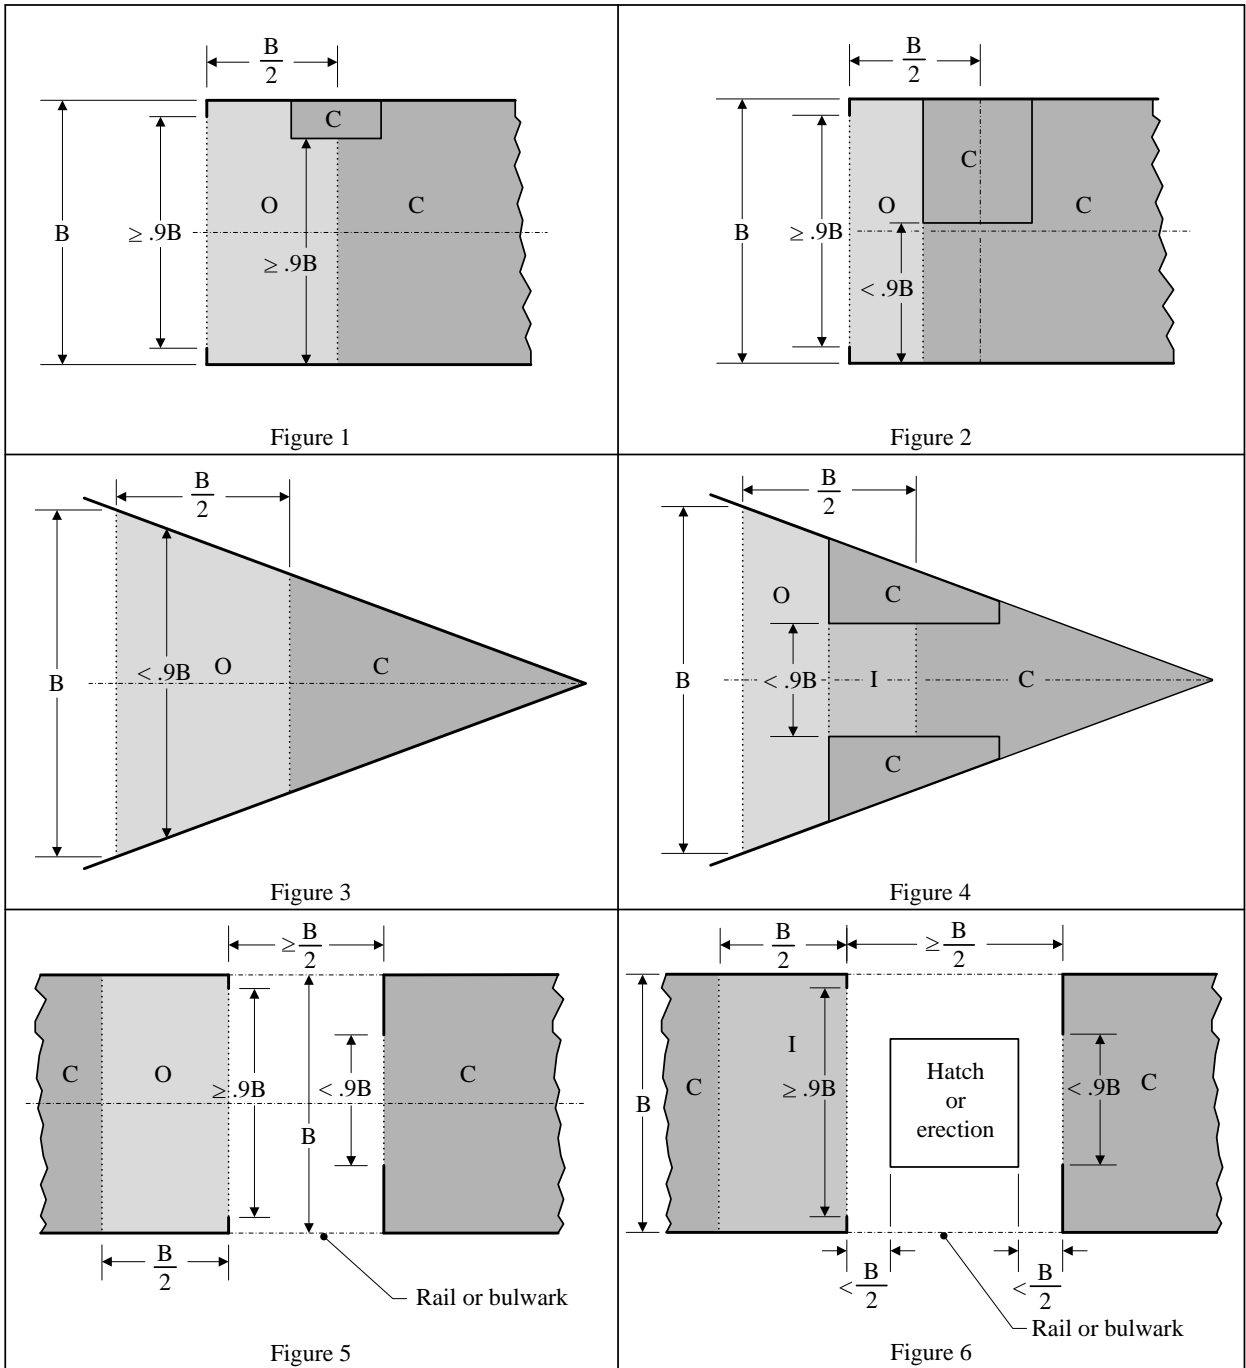 B
2
B
≥ .9B
O
C
C
≥ .9B
Figure 1
B
2
B
≥ .9B
O
C
C
< .9B
Figure 2
B
2
B
< .9B
O
C
Figure 3
B
2
B
O
C
< .9B
I
C
C
Figure 4
≥ B
2
C
O
≥ .9B
< .9B
B
C
B
2
Rail or bulwark
Figure 5
B
2
≥ B
2
B
C
I
≥ .9B
Hatch
or
erection
< .9B
C
< B
2
< B
2
Rail or bulwark
Figure 6